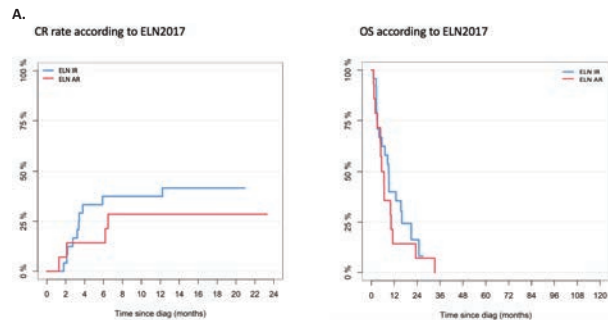 A.
CR rate according to ELN2017
ELN IR
ELN AR
100 %
75 %
50 %
25 %
0 %
0 2 4 6 8 10 12 14 16 18 20 22 24
Time since diag (months)
OS according to ELN2017
ELN IR
ELN AR
100 %
75 %
50 %
25 %
0 %
0 12 24 36 48 60 72 84 96 108 120
Time since diag (months)